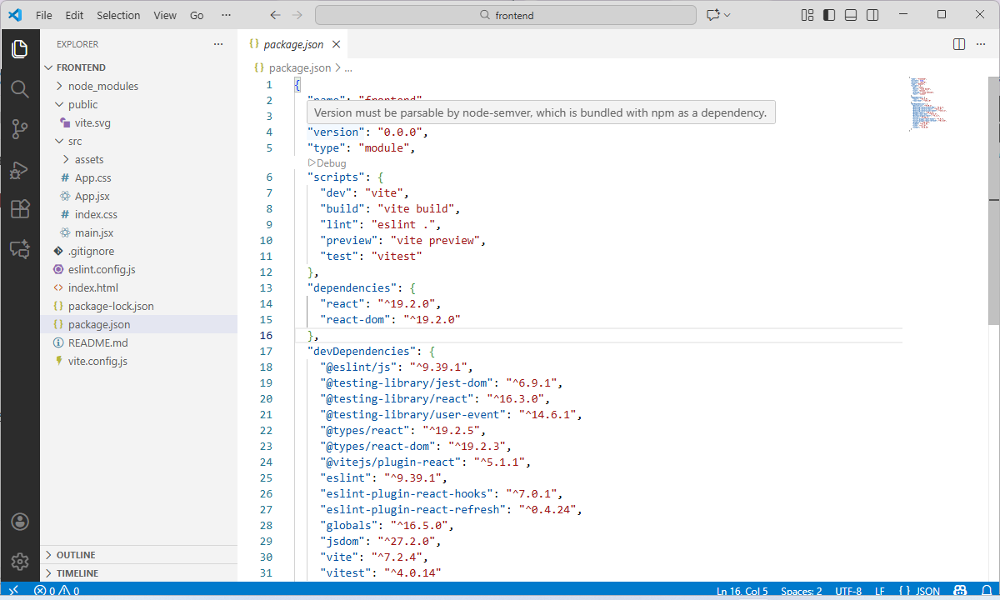 File Edit Selection View Go ··· frontend
EXPLORER ···
FRONTEND
node_modules
public
vite.svg
src
assets
# App.css
App.jsx
# index.css
main.jsx
.gitignore
eslint.config.js
<> index.html
{} package-lock.json
{} package.json
README.md
vite.config.js
OUTLINE
TIMELINE
{} package.json
{} package.json > ...
1 {
2 "name": "frontend"
Version must be parsable by node-semver, which is bundled with npm as a dependency.
3
4 "version": "0.0.0",
5 "type": "module",
Debug
6 "scripts": {
7 "dev": "vite",
8 "build": "vite build",
9 "lint": "eslint .",
10 "preview": "vite preview",
11 "test": "vitest"
12 },
13 "dependencies": {
14 "react": "^19.2.0",
15 "react-dom": "^19.2.0"
16 },
17 "devDependencies": {
18 "@eslint/js": "^9.39.1",
19 "@testing-library/jest-dom": "^6.9.1",
20 "@testing-library/react": "^16.3.0",
21 "@testing-library/user-event": "^14.6.1",
22 "@types/react": "^19.2.5",
23 "@types/react-dom": "^19.2.3",
24 "@vitejs/plugin-react": "^5.1.1",
25 "eslint": "^9.39.1",
26 "eslint-plugin-react-hooks": "^7.0.1",
27 "eslint-plugin-react-refresh": "^0.4.24",
28 "globals": "^16.5.0",
29 "jsdom": "^27.2.0",
30 "vite": "^7.2.4",
31 "vitest": "^4.0.14"
0 0 Ln 16, Col 5 Spaces: 2 UTF-8 LF {} JSON